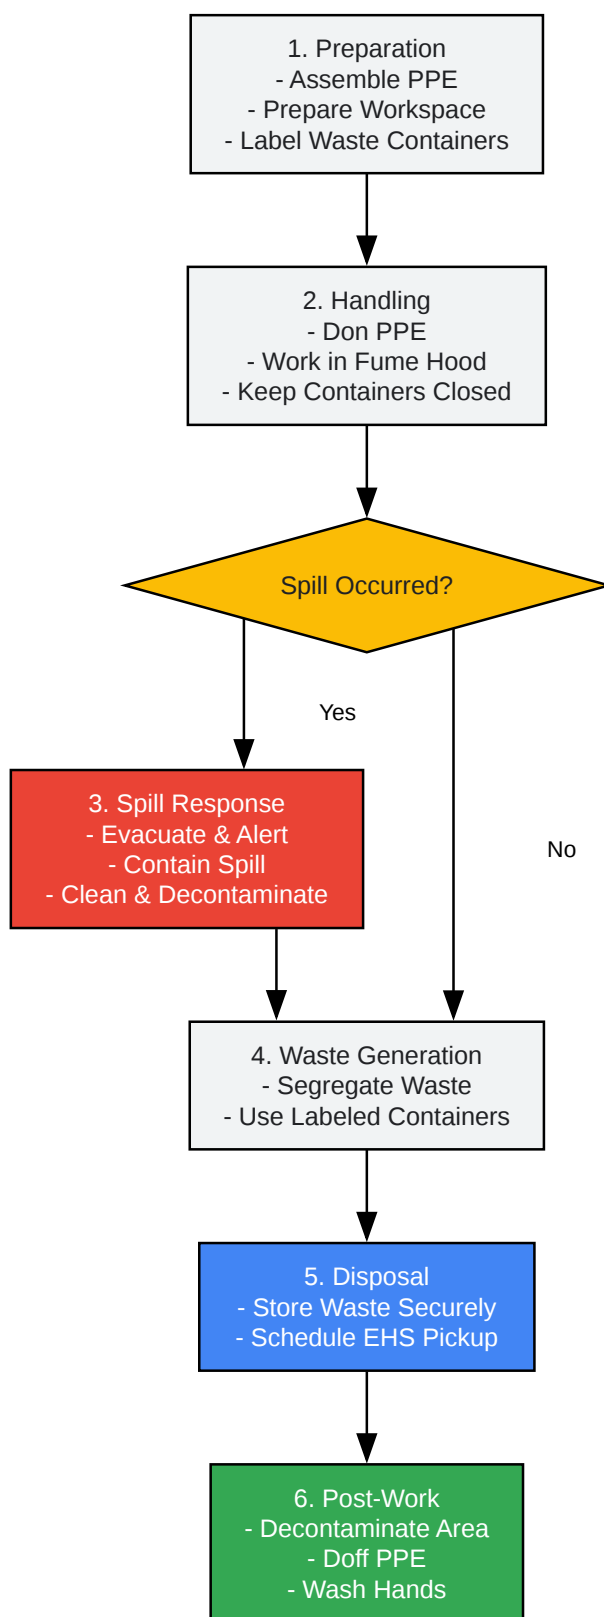 1. Preparation
- Assemble PPE
- Prepare Workspace
- Label Waste Containers
2. Handling
- Don PPE
- Work in Fume Hood
- Keep Containers Closed
Spill Occurred?
Yes
3. Spill Response
- Evacuate & Alert
- Contain Spill
- Clean & Decontaminate
No
4. Waste Generation
- Segregate Waste
- Use Labeled Containers
5. Disposal
- Store Waste Securely
- Schedule EHS Pickup
6. Post-Work
- Decontaminate Area
- Doff PPE
- Wash Hands